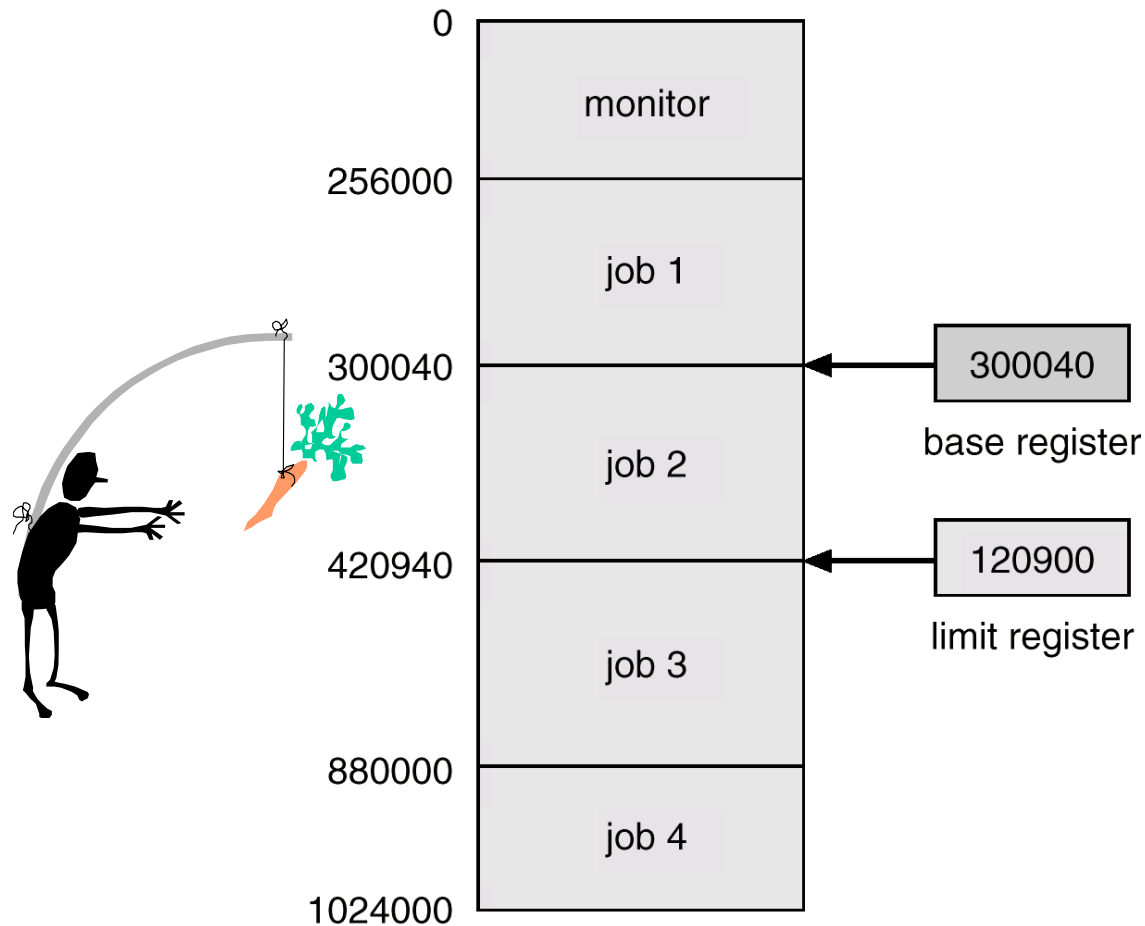 0
monitor
256000
job 1
300040
300040
base register
job 2
420940
120900
limit register
job 3
880000
job 4
1024000